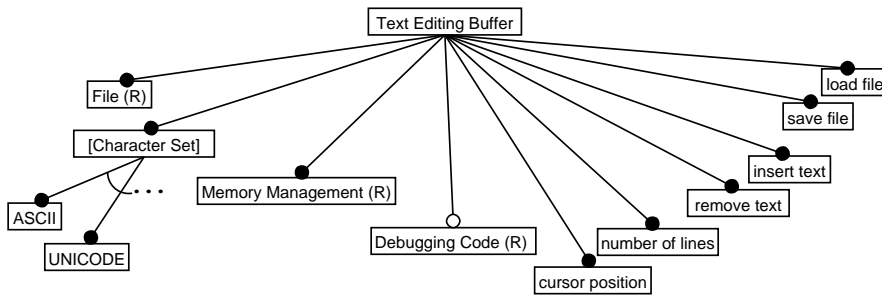 Text Editing Buffer
File (R)
load file
save file
[Character Set]
insert text
Memory Management (R)
remove text
ASCII
Debugging Code (R)
number of lines
UNICODE
cursor position